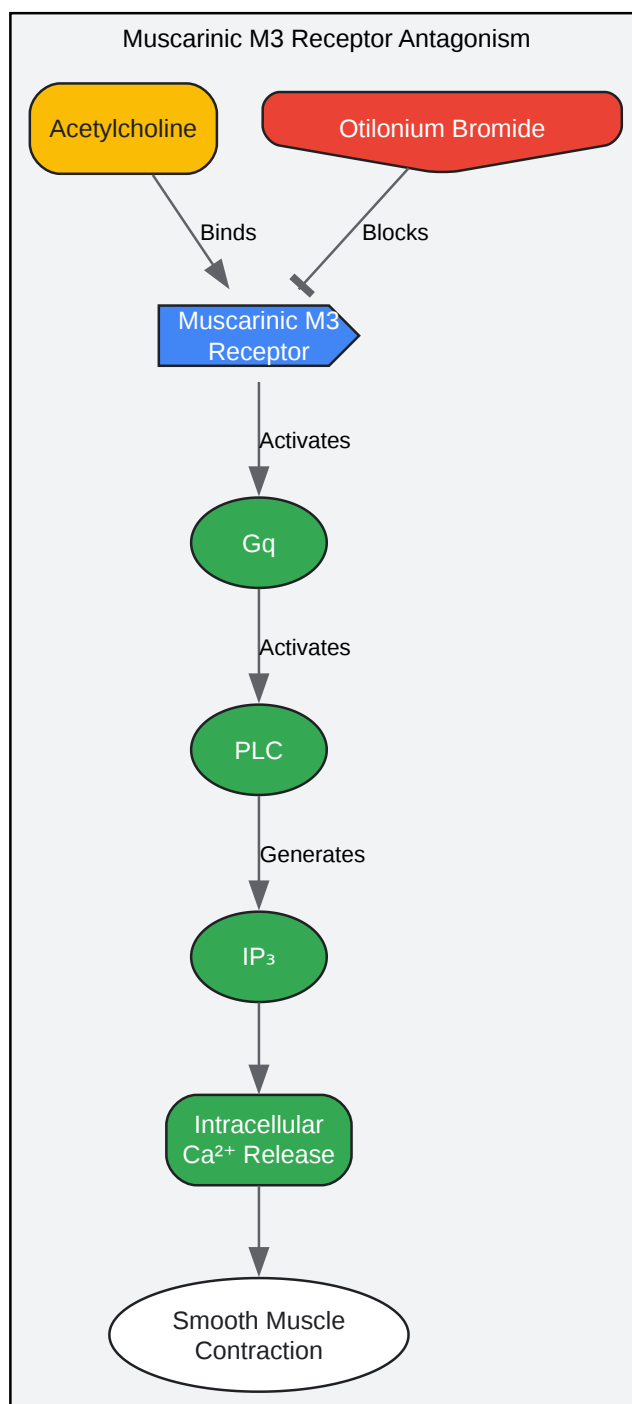 Muscarinic M3 Receptor Antagonism
Acetylcholine
Otilonium Bromide
Binds
Blocks
Muscarinic M3
Receptor
Activates
Gq
Activates
PLC
Generates
IP₃
Intracellular
Ca²⁺ Release
Smooth Muscle
Contraction